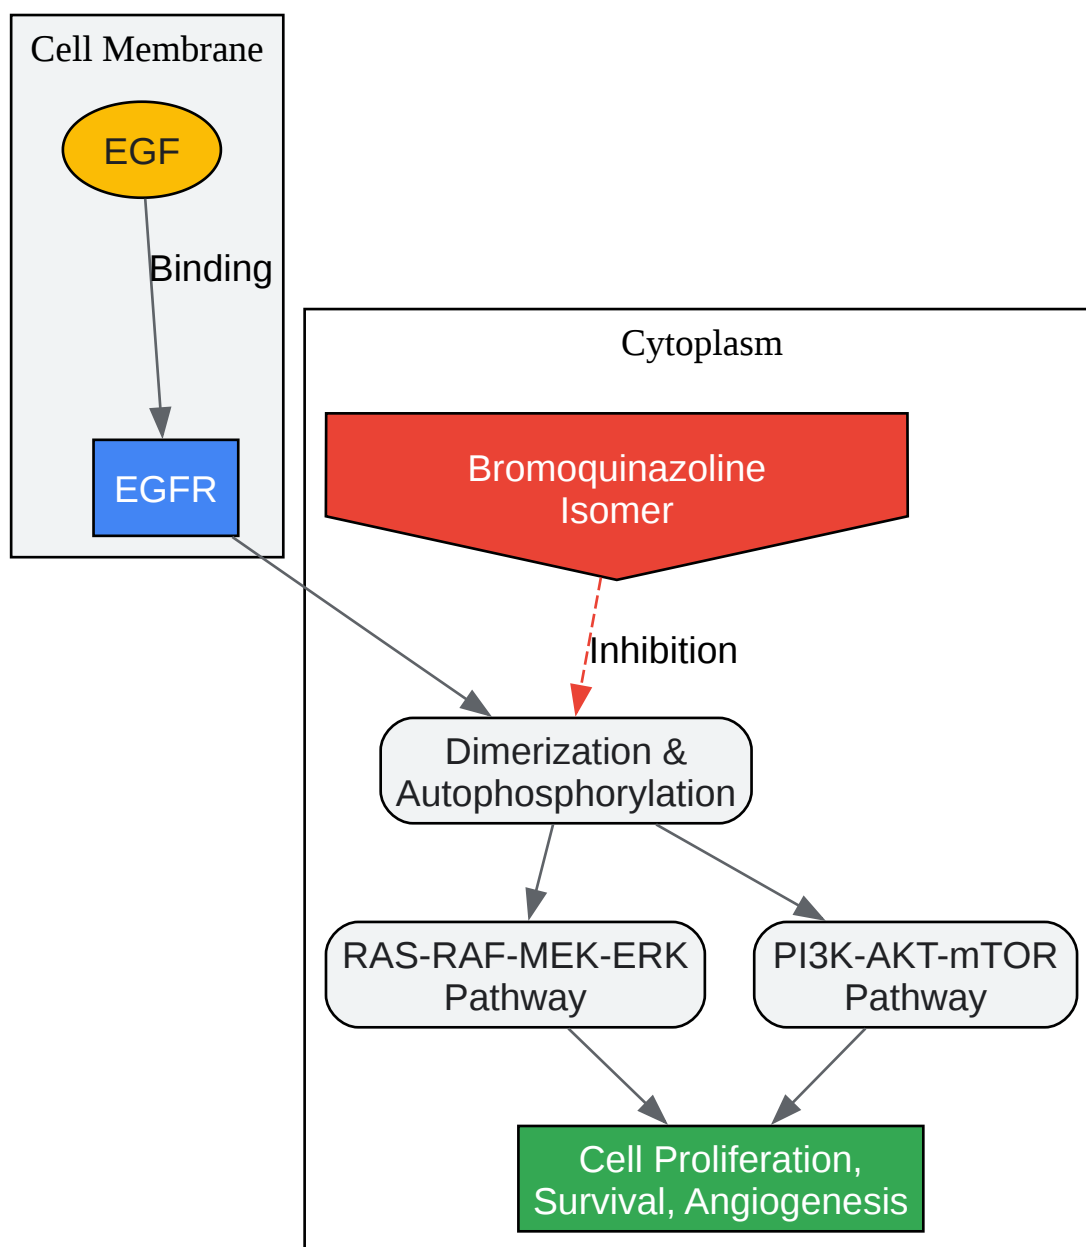 Cell Membrane
EGF
Binding
EGFR
Cytoplasm
Bromoquinazoline
Isomer
Inhibition
Dimerization &
Autophosphorylation
RAS-RAF-MEK-ERK
Pathway
PI3K-AKT-mTOR
Pathway
Cell Proliferation,
Survival, Angiogenesis